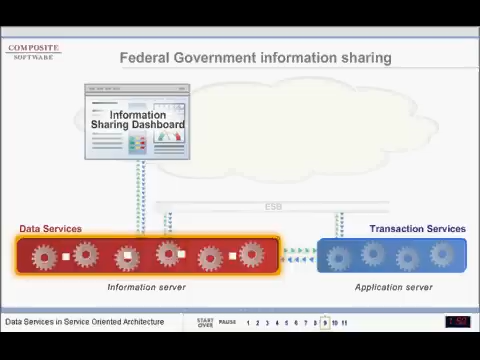 COMPOSITE
SOFTWARE
Federal Government information sharing
Information
Sharing Dashboard
ESB
Data Services
Transaction Services
Information server
Application server
Data Services in Service Oriented Architecture
START OVER
PAUSE
1 2 3 4 5 6 7 8 9 10 11
1:50